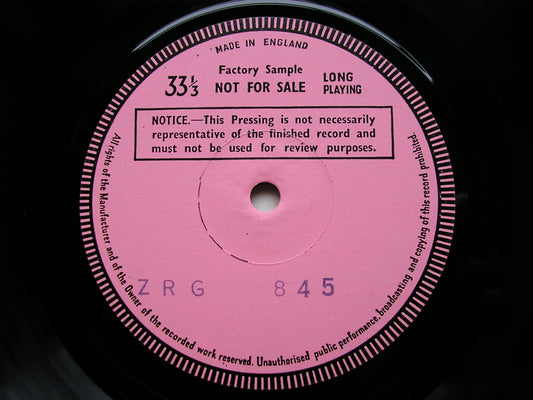 MADE IN ENGLAND
Factory Sample
33⅓ NOT FOR SALE LONG PLAYING
NOTICE.—This Pressing is not necessarily
representative of the finished record and
must not be used for review purposes.
ZRG 845
All rights of the Manufacturer and of the Owner of the recorded work reserved. Unauthorised public performance, broadcasting and copying of this record prohibited.